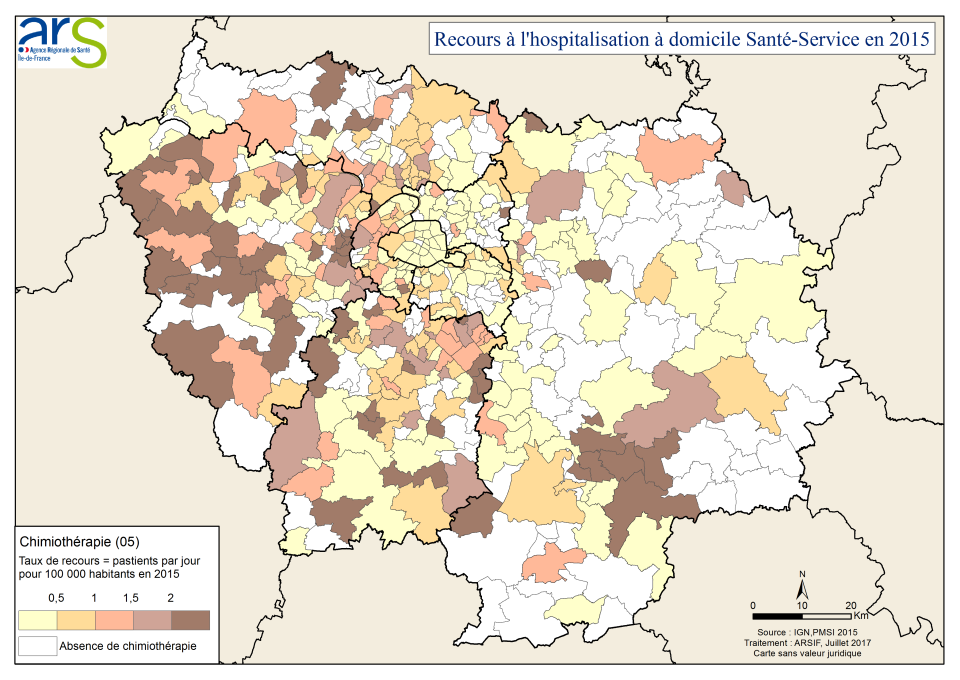 Recours à l'hospitalisation à domicile Santé-Service en 2015
ars
Agence Régionale de Santé
Île-de-France
Chimiothérapie (05)
Taux de recours = pastients par jour
pour 100 000 habitants en 2015
0,5 1 1,5 2
Absence de chimiothérapie
N
0 10 20
Km
Source : IGN,PMSI 2015
Traitement : ARSIF, Juillet 2017
Carte sans valeur juridique